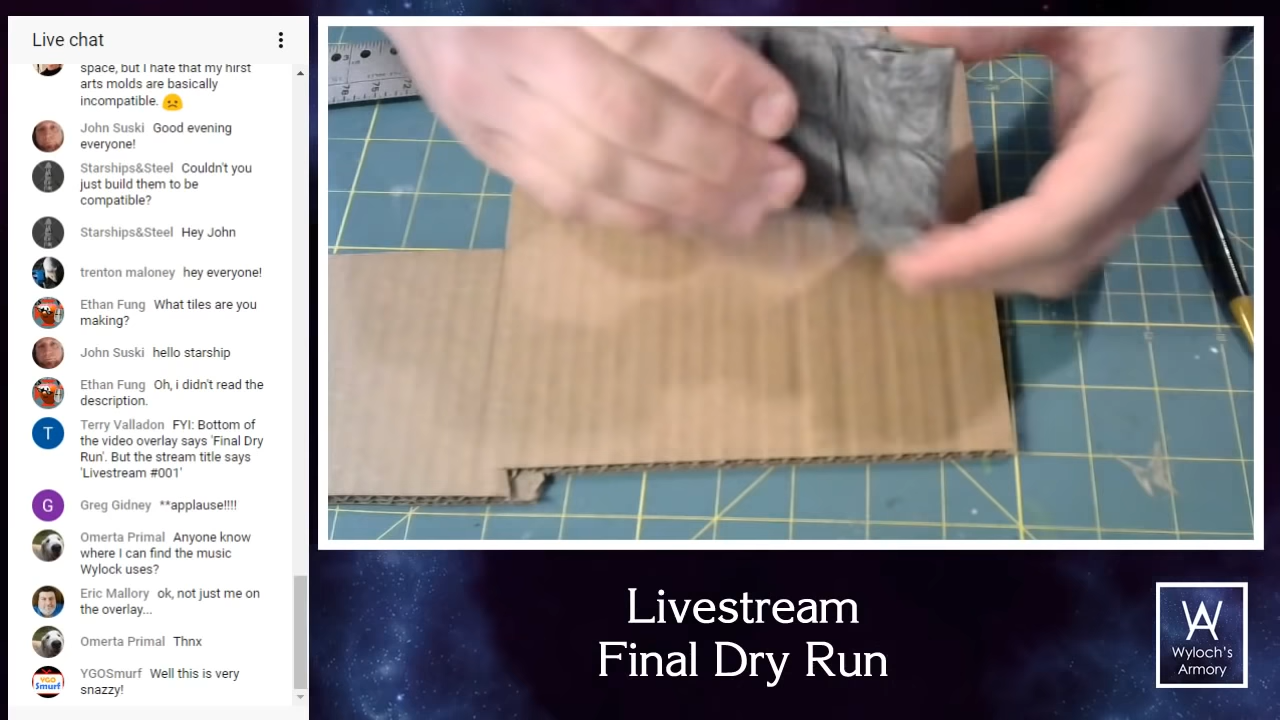 Live chat
space, but I hate that my hirst
arts molds are basically
incompatible.
John Suski Good evening
everyone!
Starships&Steel Couldn't you
just build them to be
compatible?
Starships&Steel Hey John
trenton maloney hey everyone!
Ethan Fung What tiles are you
making?
John Suski hello starship
Ethan Fung Oh, i didn't read the
description.
T
Terry Valladon FYI: Bottom of
the video overlay says 'Final Dry
Run'. But the stream title says
'Livestream #001'
G
Greg Gidney **applause!!!!
Omerta Primal Anyone know
where I can find the music
Wylock uses?
Eric Mallory ok, not just me on
the overlay...
Omerta Primal Thnx
YGO
Smurf
YGOSmurf Well this is very
snazzy!
Livestream
Final Dry Run
WA
Wyloch's
Armory